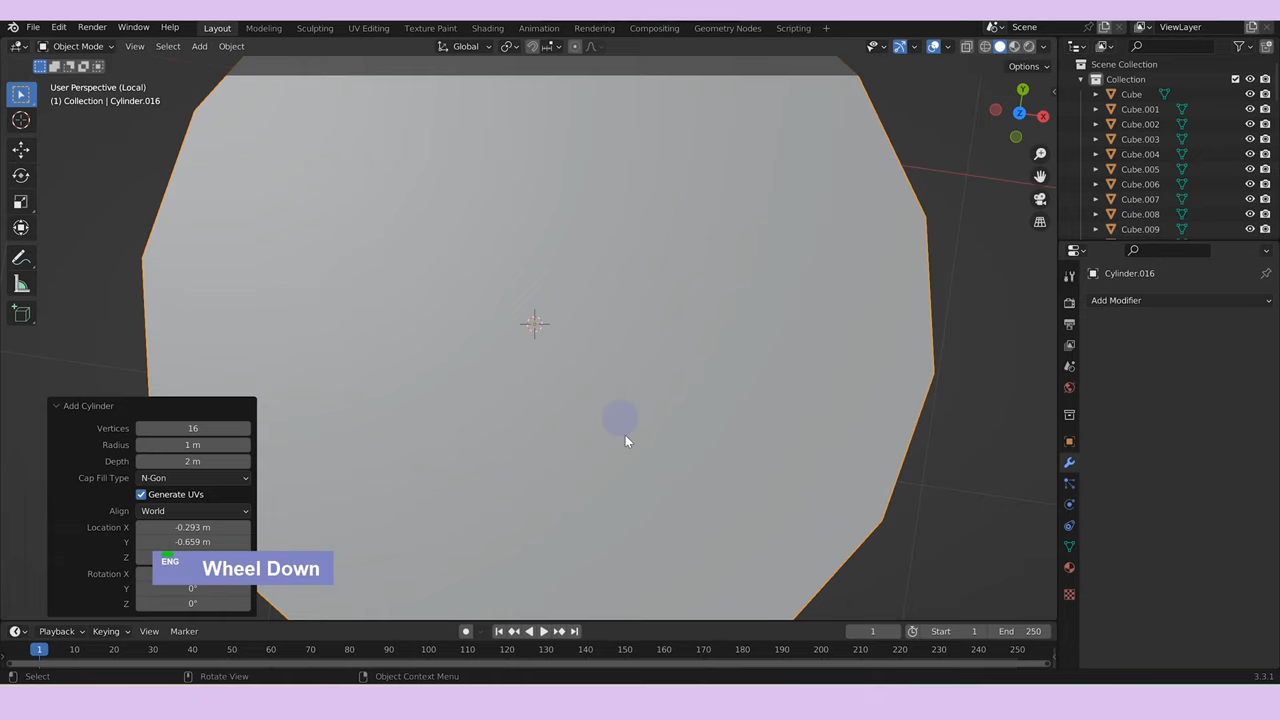 File Edit Render Window Help Layout Modeling Sculpting UV Editing Texture Paint Shading Animation Rendering Compositing Geometry Nodes Scripting + Scene ViewLayer
Object Mode View Select Add Object Global
Options
User Perspective (Local)
(1) Collection | Cylinder.016
Y
Z
X
Scene Collection
Collection
Cube
Cube.001
Cube.002
Cube.003
Cube.004
Cube.005
Cube.006
Cube.007
Cube.008
Cube.009
Cylinder.016
Add Modifier
Add Cylinder
Vertices 16
Radius 1 m
Depth 2 m
Cap Fill Type N-Gon
Generate UVs
Align World
Location X -0.293 m
Y -0.659 m
Z
Rotation X
Y 0°
Z 0°
ENG Wheel Down
Playback Keying View Marker 1 Start 1 End 250
1 10 20 30 40 50 60 70 80 90 100 110 120 130 140 150 160 170 180 190 200 210 220 230 240 250
Select Rotate View Object Context Menu 3.3.1